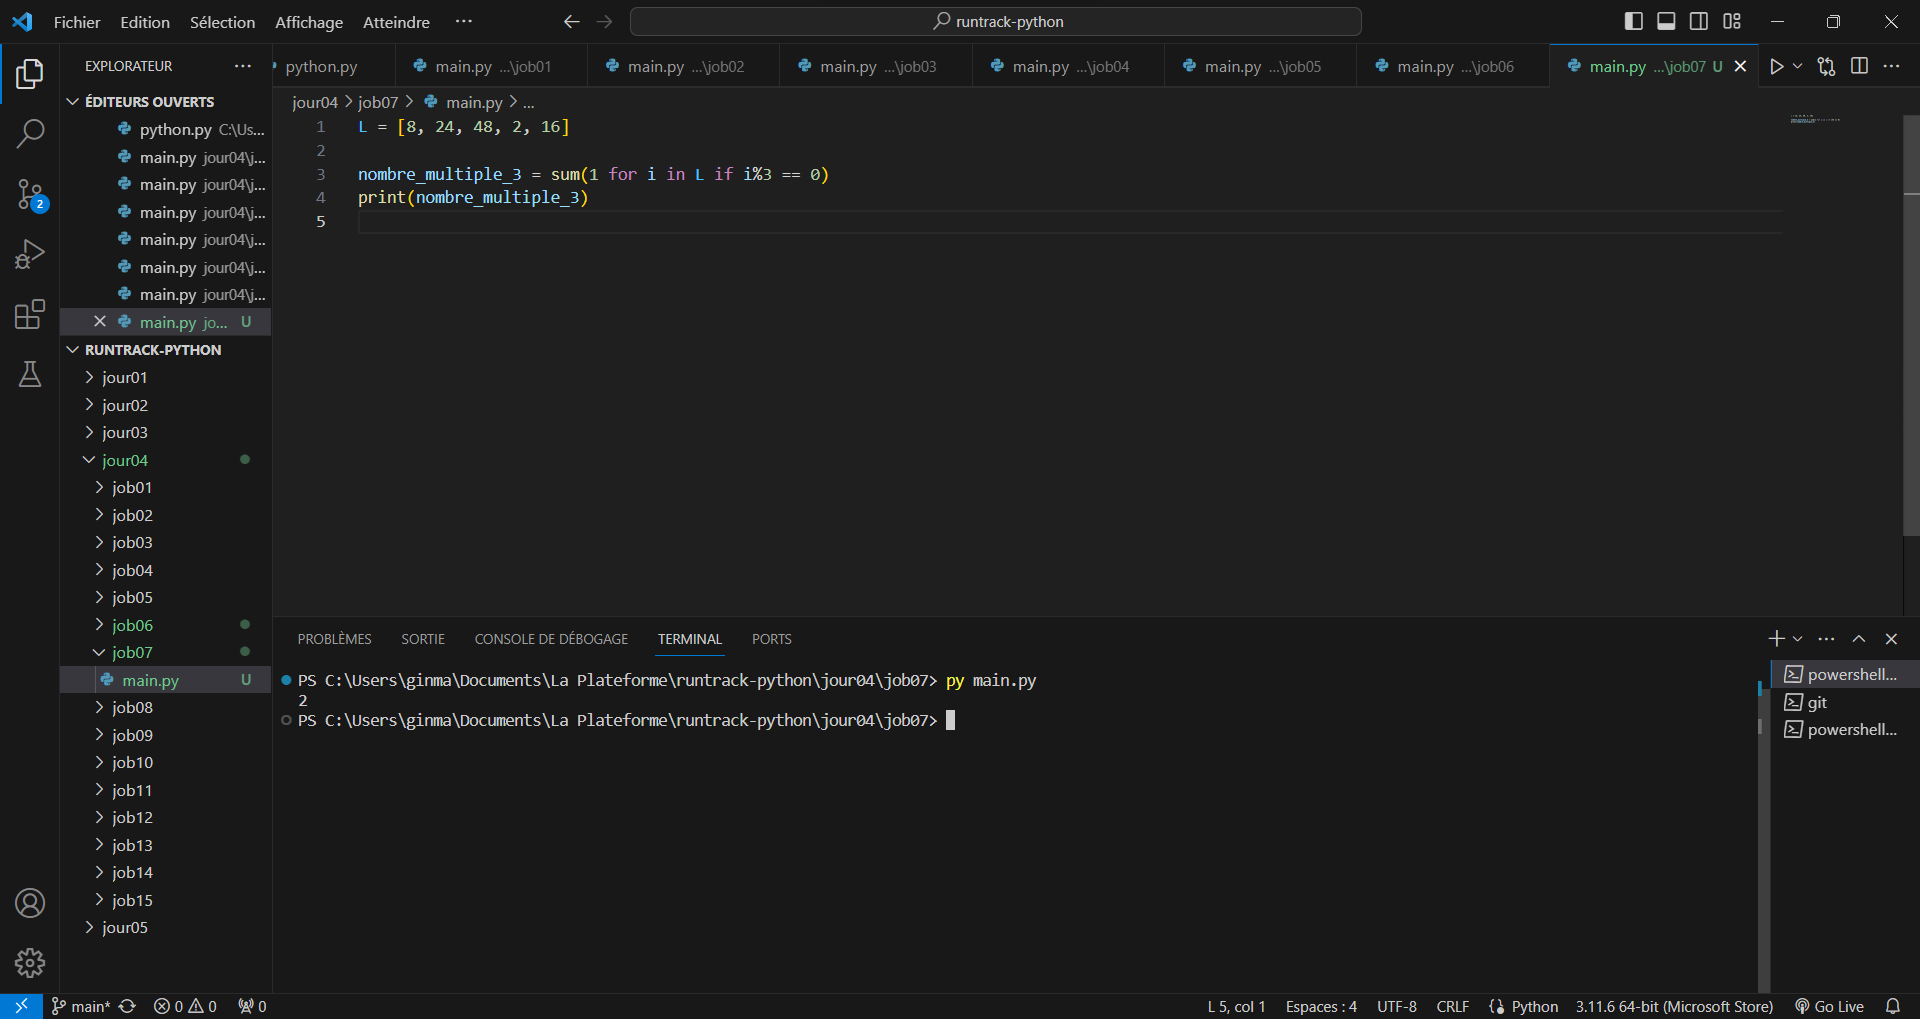 Fichier Edition Sélection Affichage Atteindre ··· runtrack-python
EXPLORATEUR ···
ÉDITEURS OUVERTS
python.py C:\Us...
main.py jour04\j...
main.py jour04\j...
main.py jour04\j...
main.py jour04\j...
main.py jour04\j...
main.py jour04\j...
main.py jo... U
RUNTRACK-PYTHON
jour01
jour02
jour03
jour04
job01
job02
job03
job04
job05
job06
job07
main.py U
job08
job09
job10
job11
job12
job13
job14
job15
jour05
2
python.py main.py ...\job01 main.py ...\job02 main.py ...\job03 main.py ...\job04 main.py ...\job05 main.py ...\job06 main.py ...\job07 U
jour04 > job07 > main.py > ...
1 L = [8, 24, 48, 2, 16]
2
3 nombre_multiple_3 = sum(1 for i in L if i%3 == 0)
4 print(nombre_multiple_3)
5
PROBLÈMES SORTIE CONSOLE DE DÉBOGAGE TERMINAL PORTS
PS C:\Users\ginma\Documents\La Plateforme\runtrack-python\jour04\job07> py main.py
2
PS C:\Users\ginma\Documents\La Plateforme\runtrack-python\jour04\job07>
powershell...
git
powershell...
main* 0 0 0 L 5, col 1 Espaces : 4 UTF-8 CRLF Python 3.11.6 64-bit (Microsoft Store) Go Live